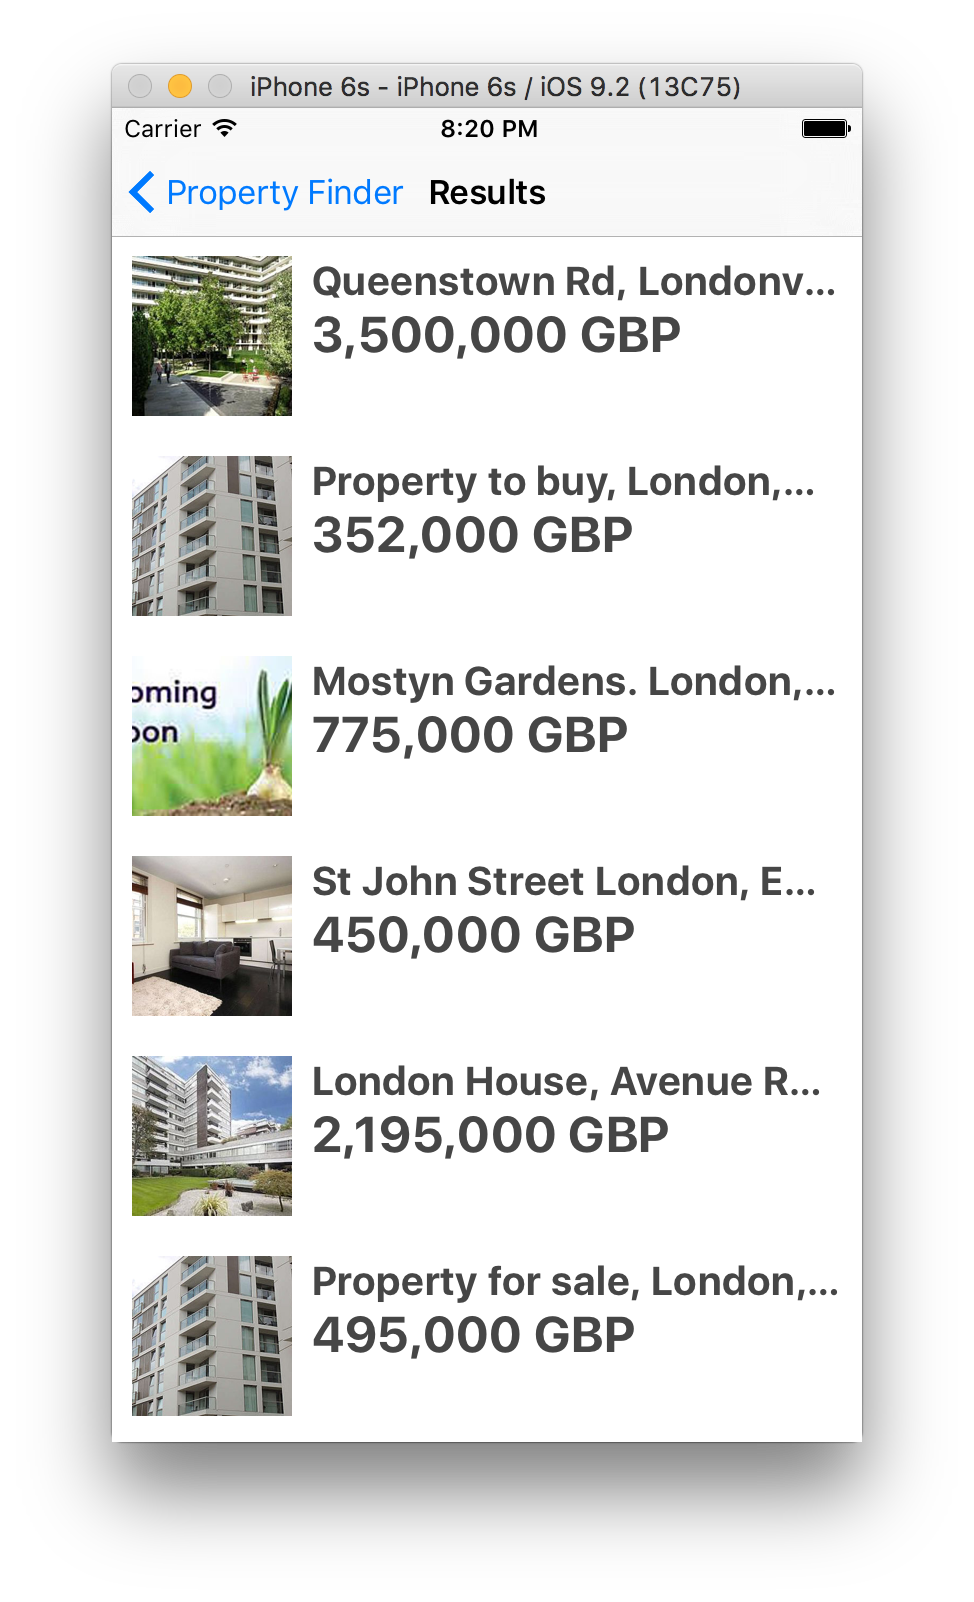 iPhone 6s - iPhone 6s / iOS 9.2 (13C75)
Carrier 8:20 PM
Property Finder Results
Queenstown Rd, Londonv...
3,500,000 GBP
Property to buy, London,...
352,000 GBP
oming
oon
Mostyn Gardens. London,...
775,000 GBP
St John Street London, E...
450,000 GBP
London House, Avenue R...
2,195,000 GBP
Property for sale, London,...
495,000 GBP